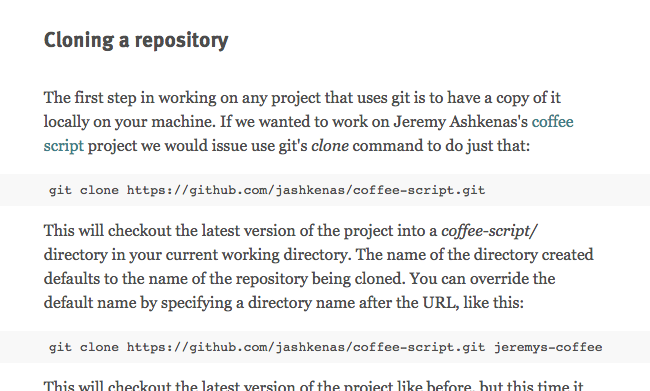 Cloning a repository
The first step in working on any project that uses git is to have a copy of it
locally on your machine. If we wanted to work on Jeremy Ashkenas's coffee
script project we would issue use git's clone command to do just that:
git clone https://github.com/jashkenas/coffee-script.git
This will checkout the latest version of the project into a coffee-script/
directory in your current working directory. The name of the directory created
defaults to the name of the repository being cloned. You can override the
default name by specifying a directory name after the URL, like this:
git clone https://github.com/jashkenas/coffee-script.git jeremys-coffee
This will checkout the latest version of the project like before, but this time it